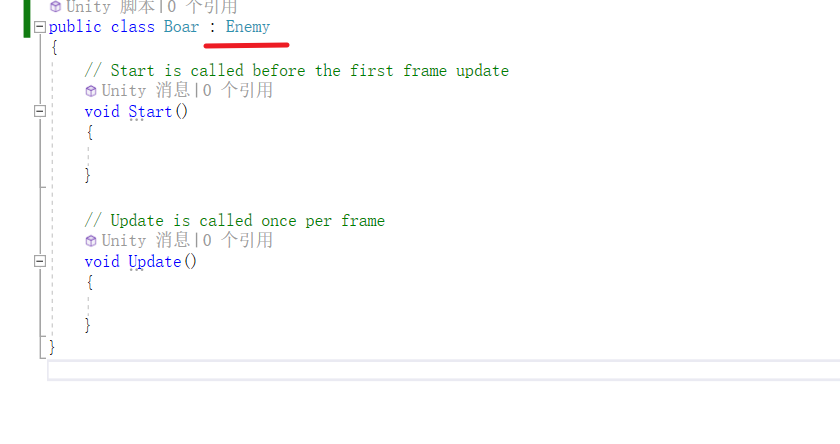 Unity 脚本|0 个引用
public class Boar : Enemy
{
// Start is called before the first frame update
Unity 消息|0 个引用
void Start()
{
}
// Update is called once per frame
Unity 消息|0 个引用
void Update()
{
}
}